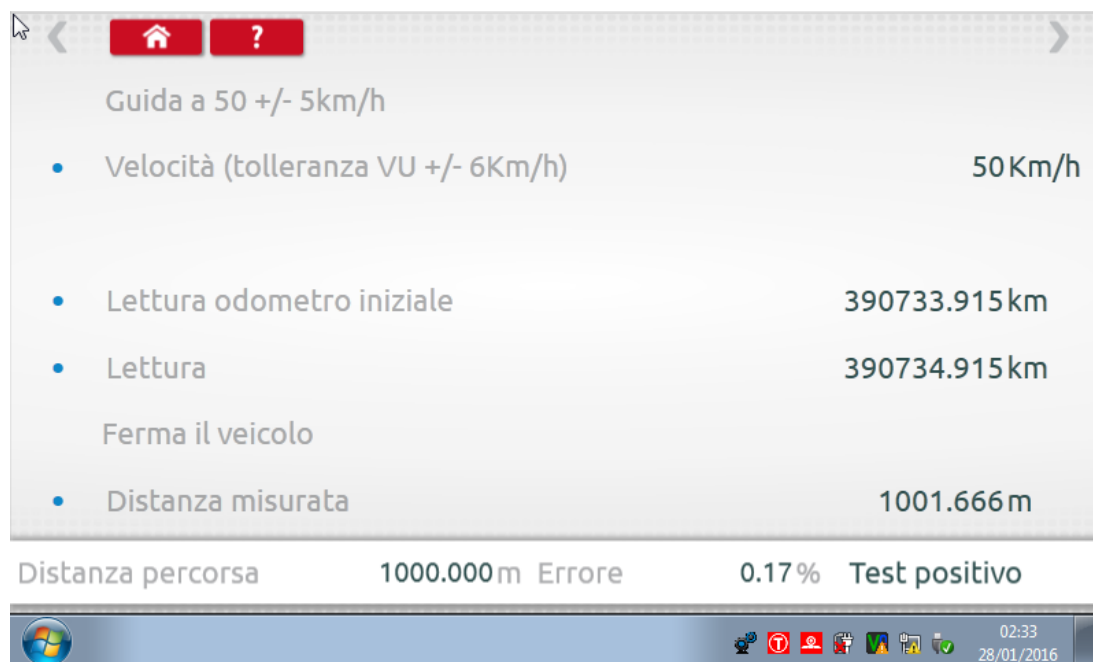 ?
Guida a 50 +/- 5km/h
Velocità (tolleranza VU +/- 6Km/h) 50 Km/h
Lettura odometro iniziale 390733.915 km
Lettura 390734.915 km
Ferma il veicolo
Distanza misurata 1001.666 m
Distanza percorsa 1000.000 m Errore 0.17 % Test positivo
02:33
28/01/2016